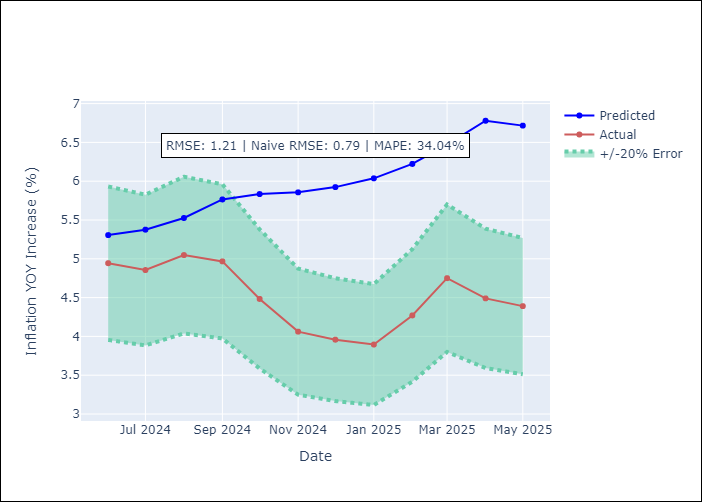 RMSE: 1.21 | Naive RMSE: 0.79 | MAPE: 34.04%
Predicted
Actual
+/-20% Error
Inflation YOY Increase (%)
7
6.5
6
5.5
5
4.5
4
3.5
3
Jul 2024
Sep 2024
Nov 2024
Jan 2025
Mar 2025
May 2025
Date